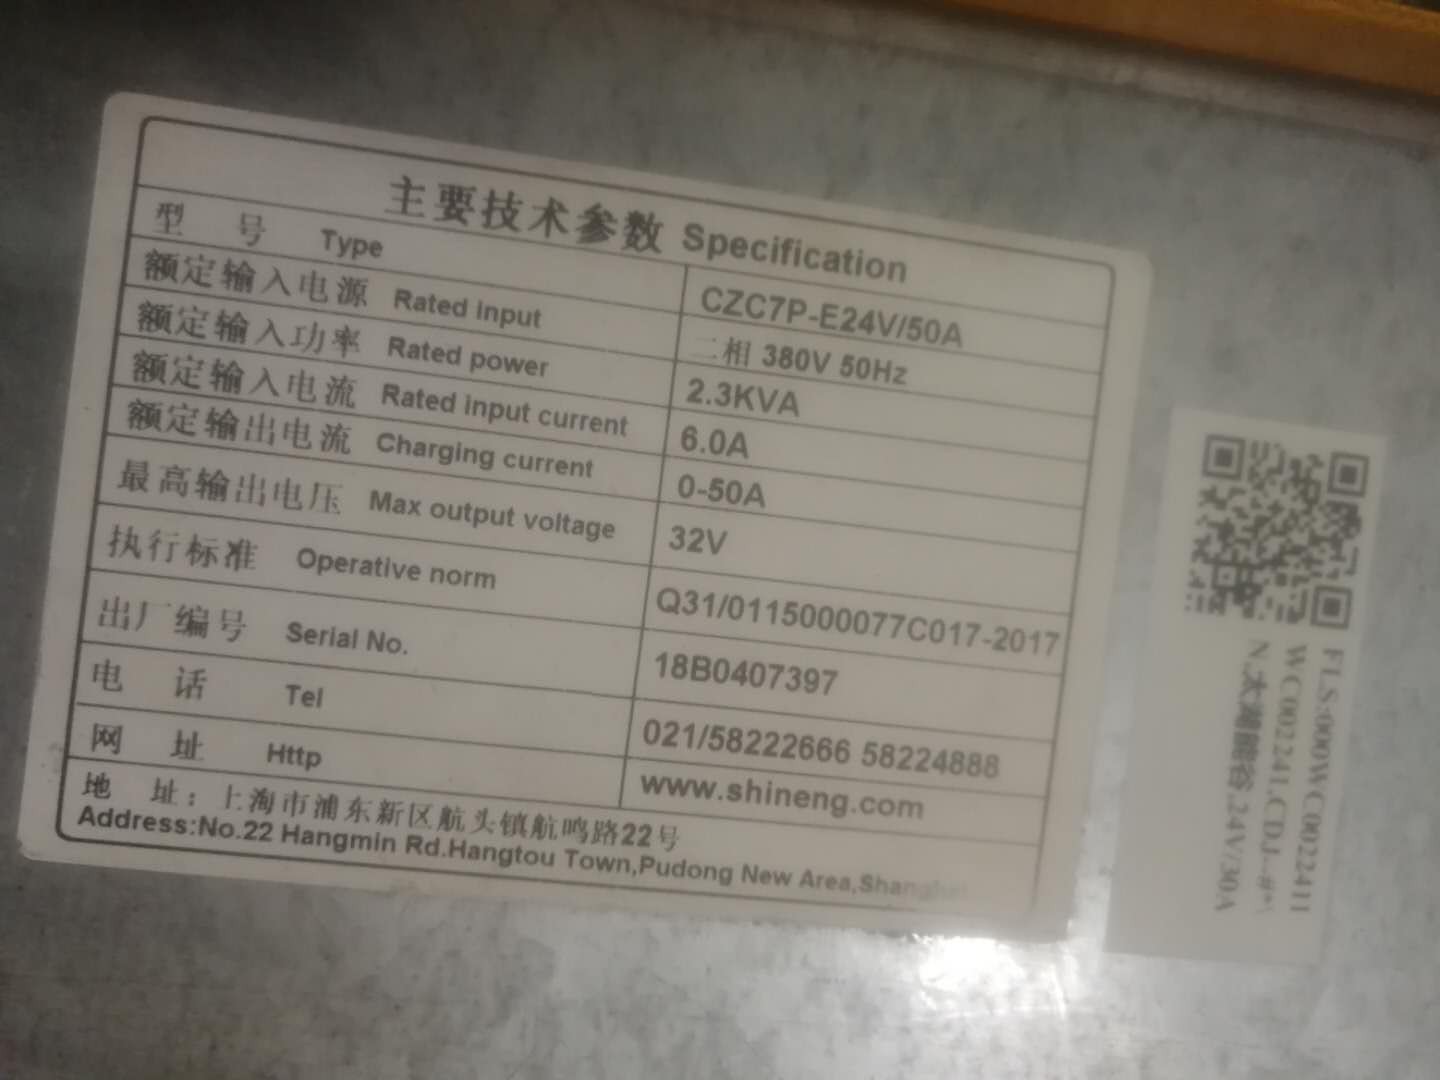 主要技术参数 Specification
型 号 Type CZC7P-E24V/50A
额定输入电源 Rated input 二相 380V 50Hz
额定输入功率 Rated power 2.3KVA
额定输入电流 Rated input current 6.0A
额定输出电流 Charging current 0-50A
最高输出电压 Max output voltage 32V
执行标准 Operative norm Q31/0115000077C017-2017
出厂编号 Serial No. 18B0407397
电 话 Tel 021/58222666 58224888
网 址 Http www.shineng.com
地 址：上海市浦东新区航头镇航鸣路22号
Address:No.22 Hangmin Rd.Hangtou Town,Pudong New Area,Shanghai